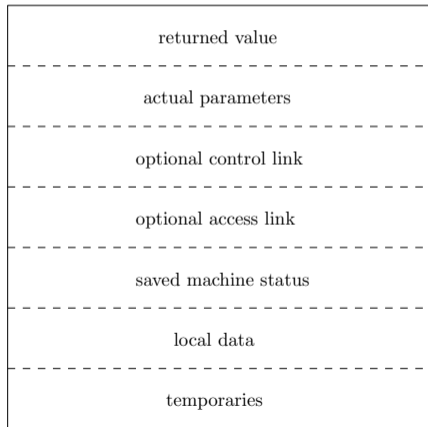 returned value
actual parameters
optional control link
optional access link
saved machine status
local data
temporaries